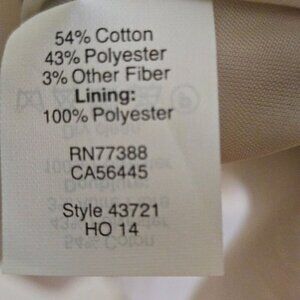 54% Cotton
43% Polyester
3% Other Fiber
Lining:
100% Polyester
RN77388
CA56445
Style 43721
HO 14